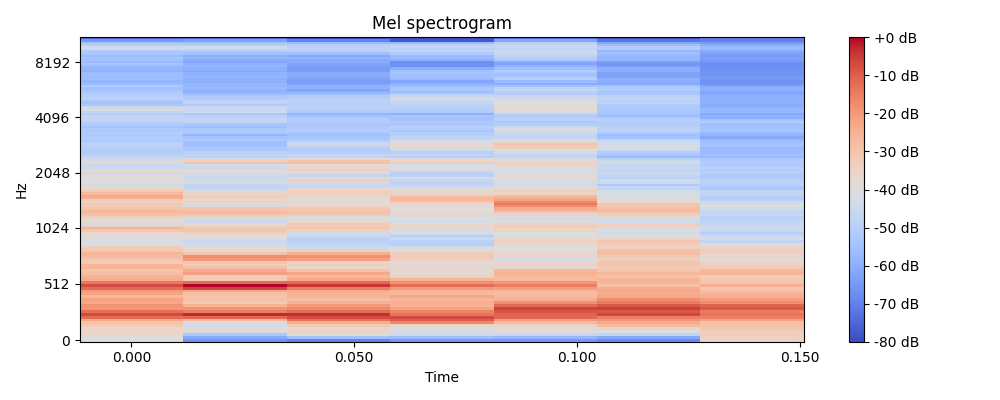 Mel spectrogram
Hz
8192
4096
2048
1024
512
0
0.000 0.050 0.100 0.150
Time
+0 dB
-10 dB
-20 dB
-30 dB
-40 dB
-50 dB
-60 dB
-70 dB
-80 dB